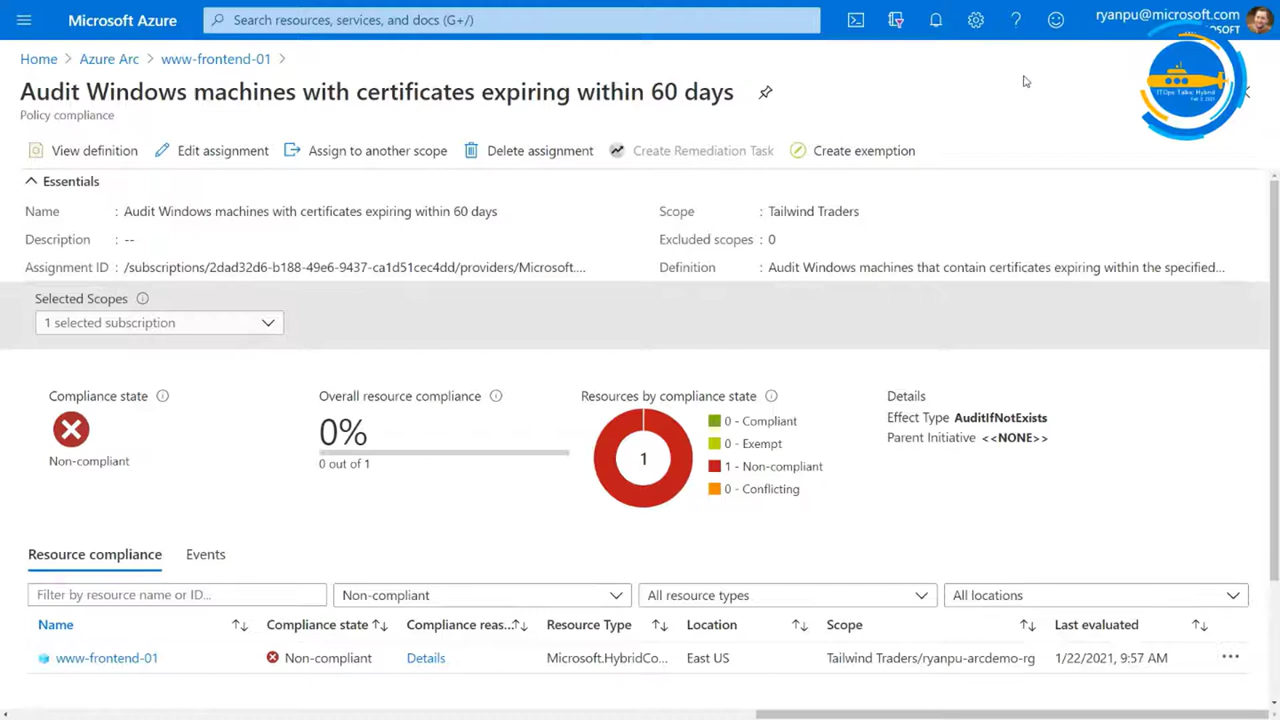 Microsoft Azure
Search resources, services, and docs (G+/)
ryanpu@microsoft.com
MICROSOFT
Home > Azure Arc > www-frontend-01 >
Audit Windows machines with certificates expiring within 60 days
Policy compliance
ITOps Talks: Hybrid
Feb 2, 2021
View definition Edit assignment Assign to another scope Delete assignment Create Remediation Task Create exemption
Essentials
Name : Audit Windows machines with certificates expiring within 60 days Scope : Tailwind Traders
Description : -- Excluded scopes : 0
Assignment ID : /subscriptions/2dad32d6-b188-49e6-9437-ca1d51cec4dd/providers/Microsoft.... Definition : Audit Windows machines that contain certificates expiring within the specified...
Selected Scopes
1 selected subscription
Compliance state Overall resource compliance Resources by compliance state Details
Non-compliant
0%
0 out of 1
1
0 - Compliant
0 - Exempt
1 - Non-compliant
0 - Conflicting
Effect Type AuditIfNotExists
Parent Initiative <<NONE>>
Resource compliance Events
Filter by resource name or ID... Non-compliant All resource types All locations
Name Compliance state Compliance reas... Resource Type Location Scope Last evaluated
www-frontend-01 Non-compliant Details Microsoft.HybridCo... East US Tailwind Traders/ryanpu-arcdemo-rg 1/22/2021, 9:57 AM ...